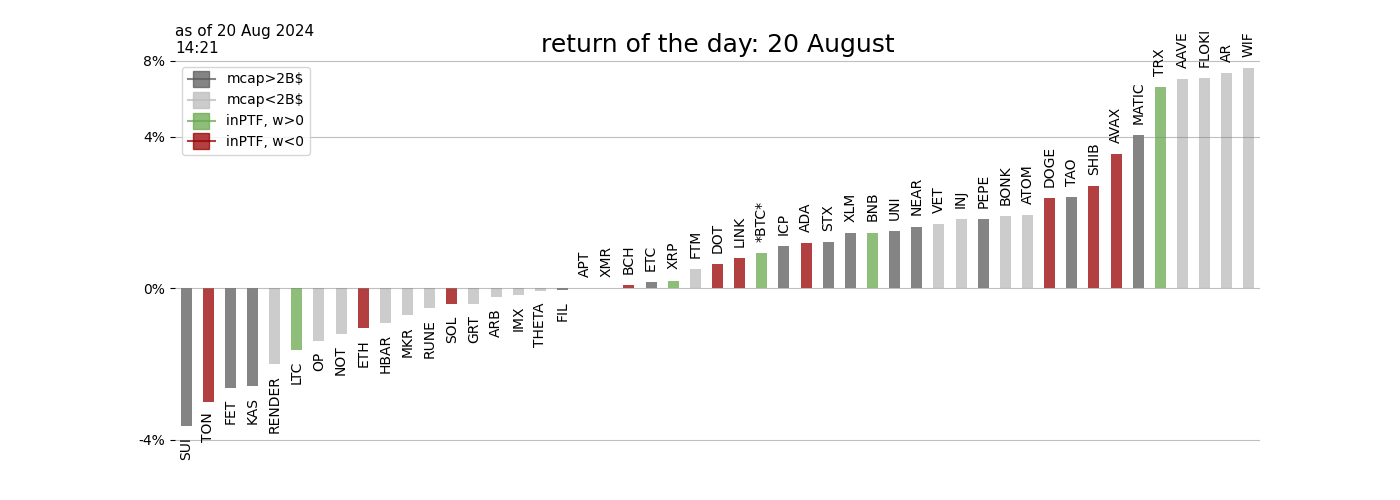 as of 20 Aug 2024
14:21
return of the day: 20 August
8%
4%
0%
-4%
mcap>2B$
mcap<2B$
inPTF, w>0
inPTF, w<0
SUI
TON
FET
KAS
RENDER
LTC
OP
NOT
ETH
HBAR
MKR
RUNE
SOL
GRT
ARB
IMX
THETA
FIL
APT
XMR
BCH
ETC
XRP
FTM
DOT
LINK
*BTC*
ICP
ADA
STX
XLM
BNB
UNI
NEAR
VET
INJ
PEPE
BONK
ATOM
DOGE
TAO
SHIB
AVAX
MATIC
TRX
AAVE
FLOKI
AR
WIF